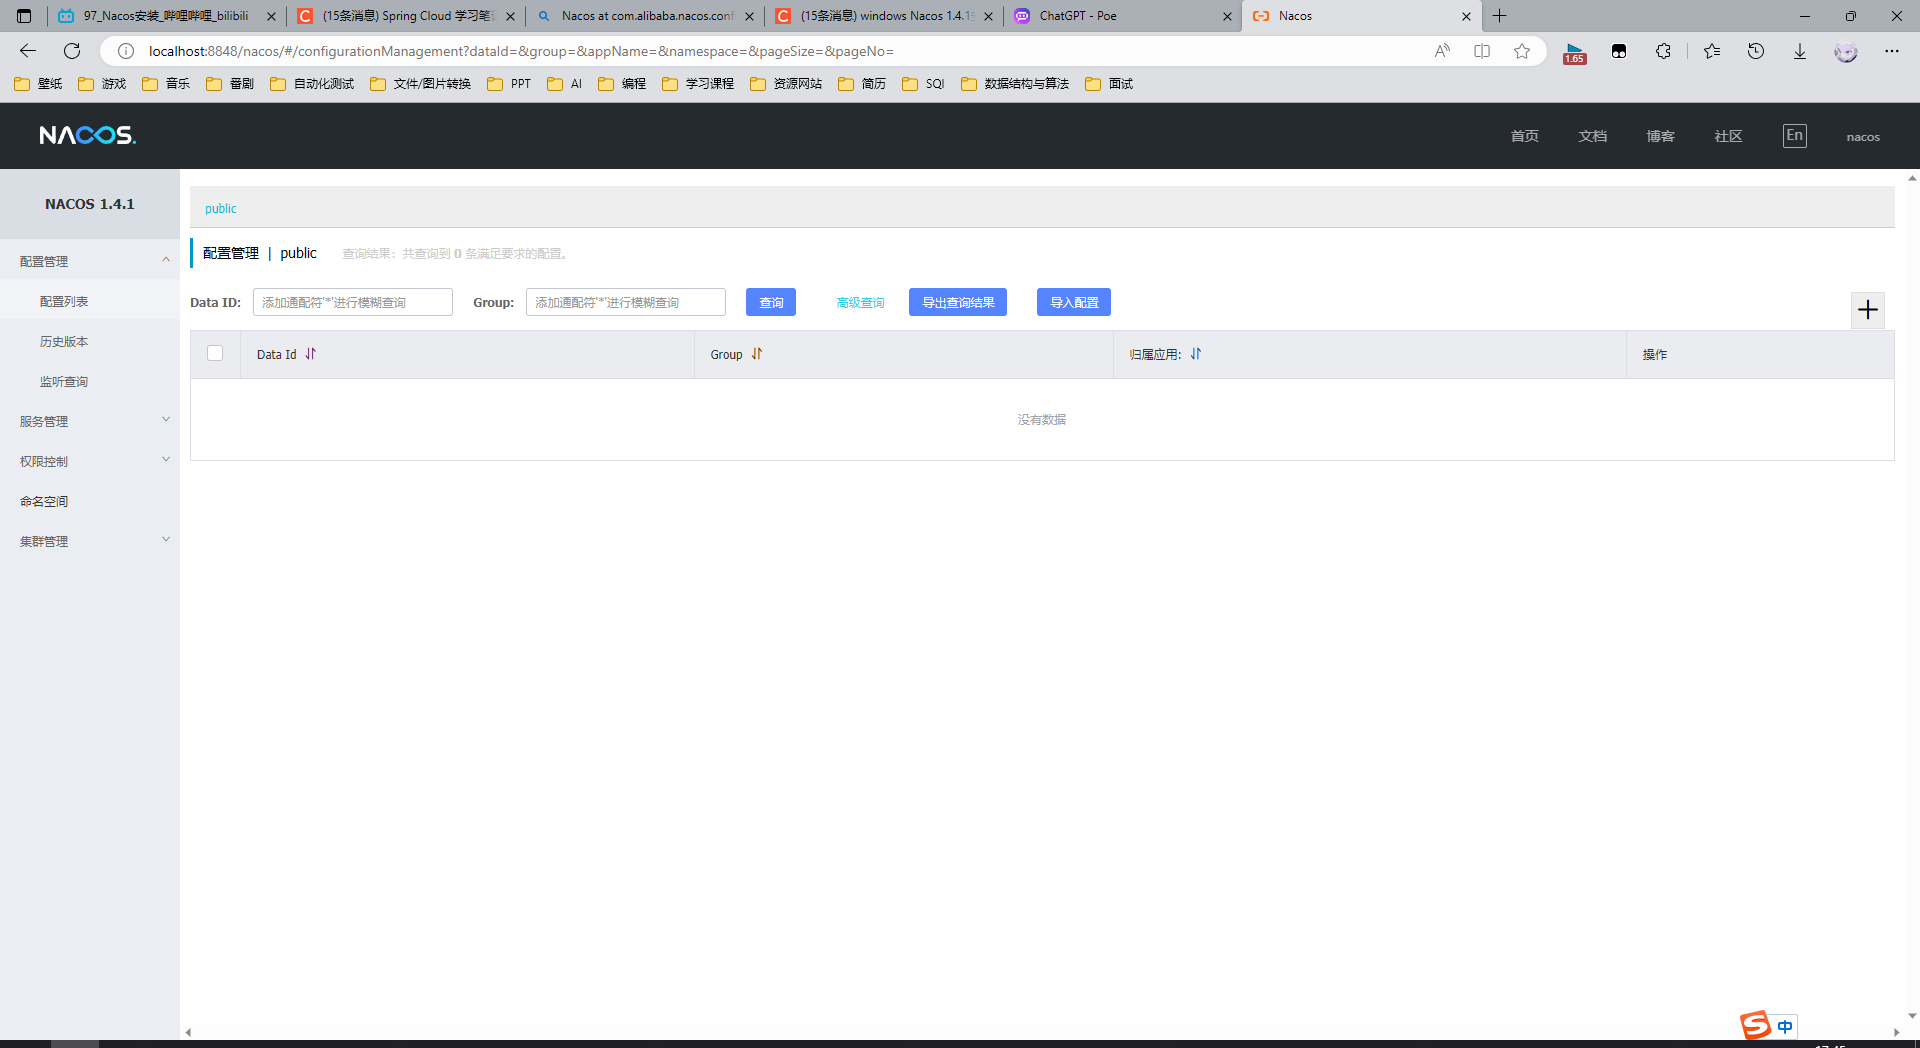 97_Nacos安装_哔哩哔哩_bilibili
(15条消息) Spring Cloud 学习笔记
Nacos at com.alibaba.nacos.conf
(15条消息) windows Nacos 1.4.1
ChatGPT - Poe
Nacos
localhost:8848/nacos/#/configurationManagement?dataId=&group=&appName=&namespace=&pageSize=&pageNo=
1.65
壁纸 游戏 音乐 番剧 自动化测试 文件/图片转换 PPT AI 编程 学习课程 资源网站 简历 SQl 数据结构与算法 面试
NACOS.
首页 文档 博客 社区 En nacos
NACOS 1.4.1
配置管理
配置列表
历史版本
监听查询
服务管理
权限控制
命名空间
集群管理
public
配置管理 | public 查询结果：共查询到 0 条满足要求的配置。
Data ID: 添加通配符'*'进行模糊查询 Group: 添加通配符'*'进行模糊查询 查询 高级查询 导出查询结果 导入配置
Data Id Group 归属应用: 操作
没有数据
中